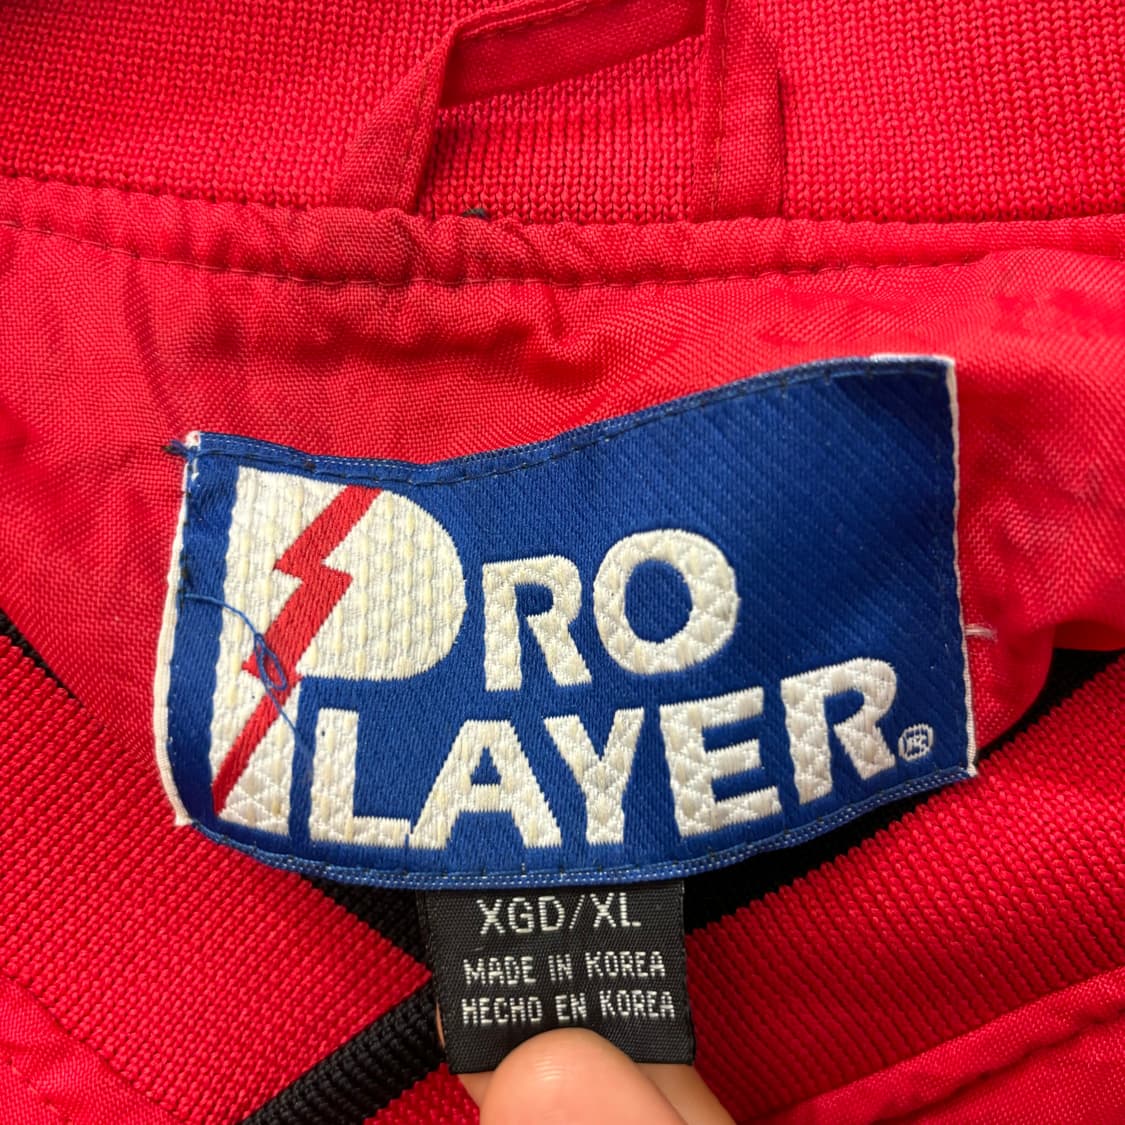 PRO
PLAYER®
XGD/XL
MADE IN KOREA
HECHO EN KOREA